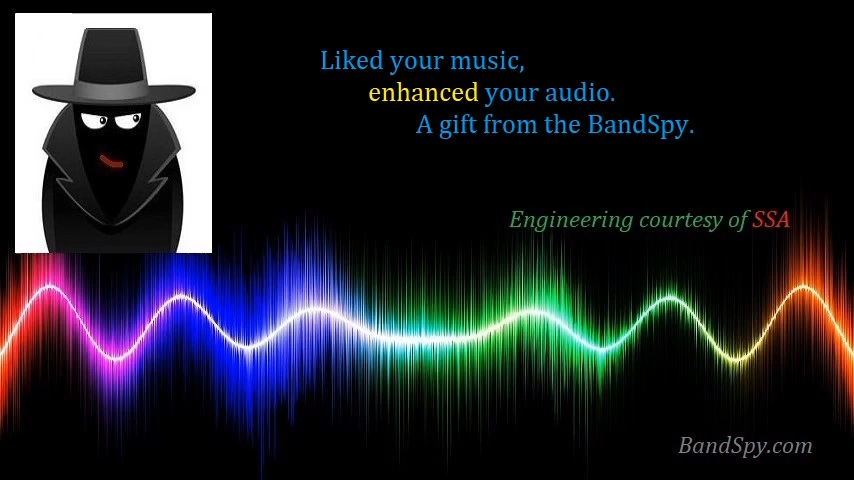 Liked your music,
enhanced your audio.
A gift from the BandSpy.
Engineering courtesy of SSA
BandSpy.com